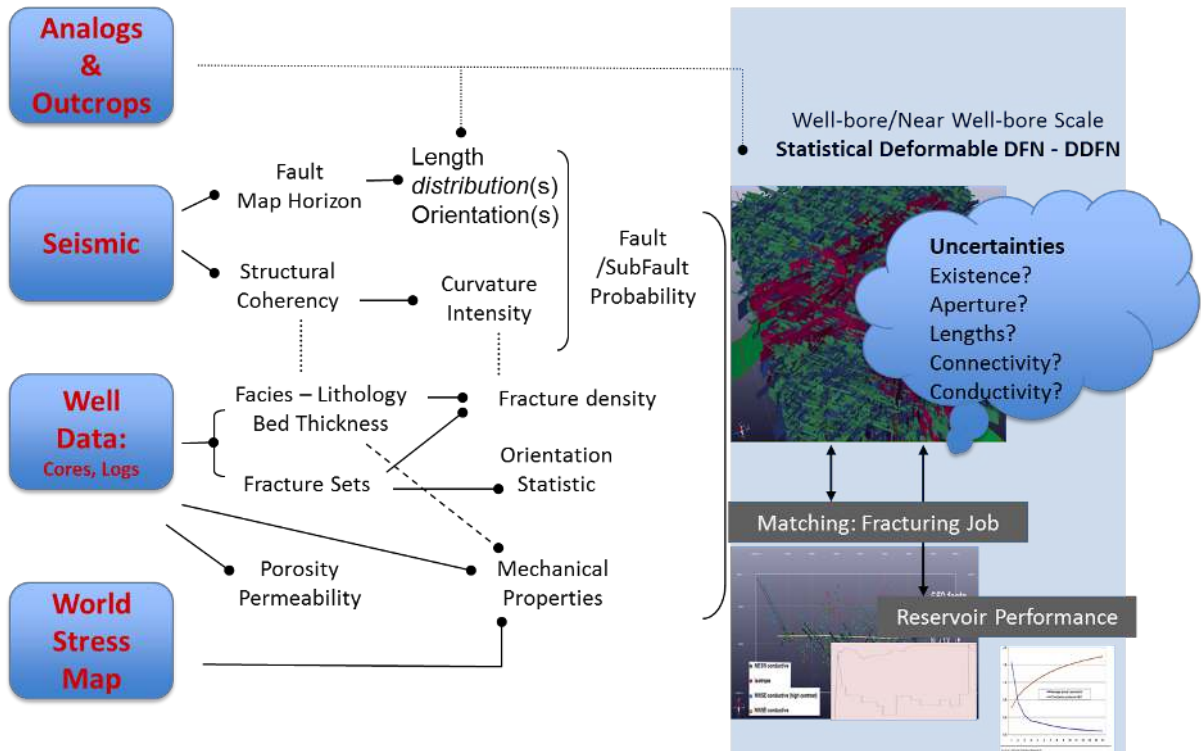 Analogs
&
Outcrops
Seismic
Well
Data:
Cores, Logs
World
Stress
Map
Fault
Map Horizon
Length
distribution(s)
Orientation(s)
Structural
Coherency
Curvature
Intensity
Fault
/SubFault
Probability
Facies – Lithology
Bed Thickness
Fracture density
Fracture Sets
Orientation
Statistic
Porosity
Permeability
Mechanical
Properties
Well-bore/Near Well-bore Scale
Statistical Deformable DFN - DDFN
Uncertainties
Existence?
Aperture?
Lengths?
Connectivity?
Conductivity?
Matching: Fracturing Job
Reservoir Performance